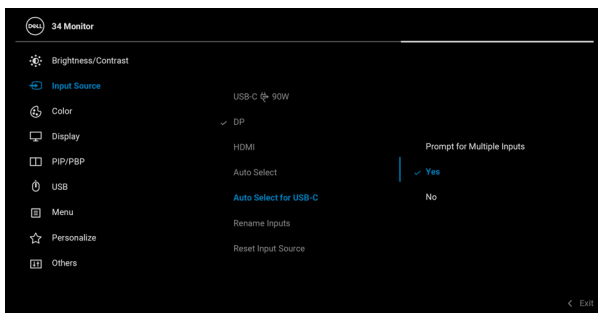 DELL 34 Monitor
Brightness/Contrast
Input Source
Color
Display
PIP/PBP
USB
Menu
Personalize
Others
USB-C 90W
DP
HMDI
Auto Select
Auto Select for USB-C
Rename Inputs
Reset Input Source
Prompt for Multiple Inputs
Yes
No
Exit